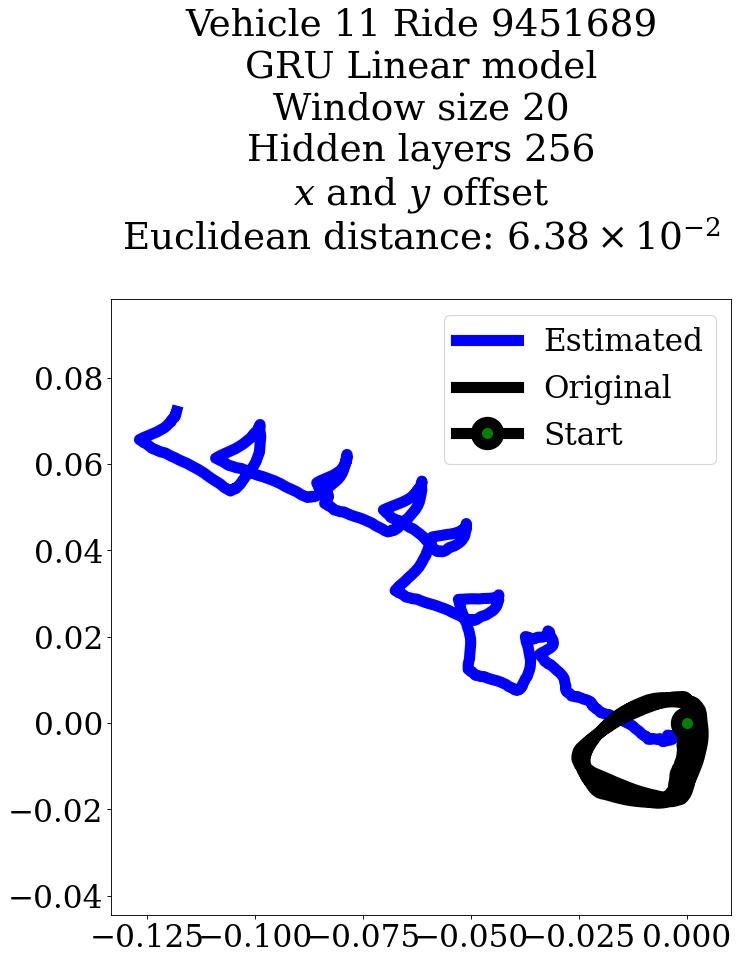 Vehicle 11 Ride 9451689
GRU Linear model
Window size 20
Hidden layers 256
x and y offset
Euclidean distance: 6.38 × 10⁻²
Estimated
Original
Start
0.08
0.06
0.04
0.02
0.00
−0.02
−0.04
−0.125 −0.100 −0.075 −0.050 −0.025 0.000